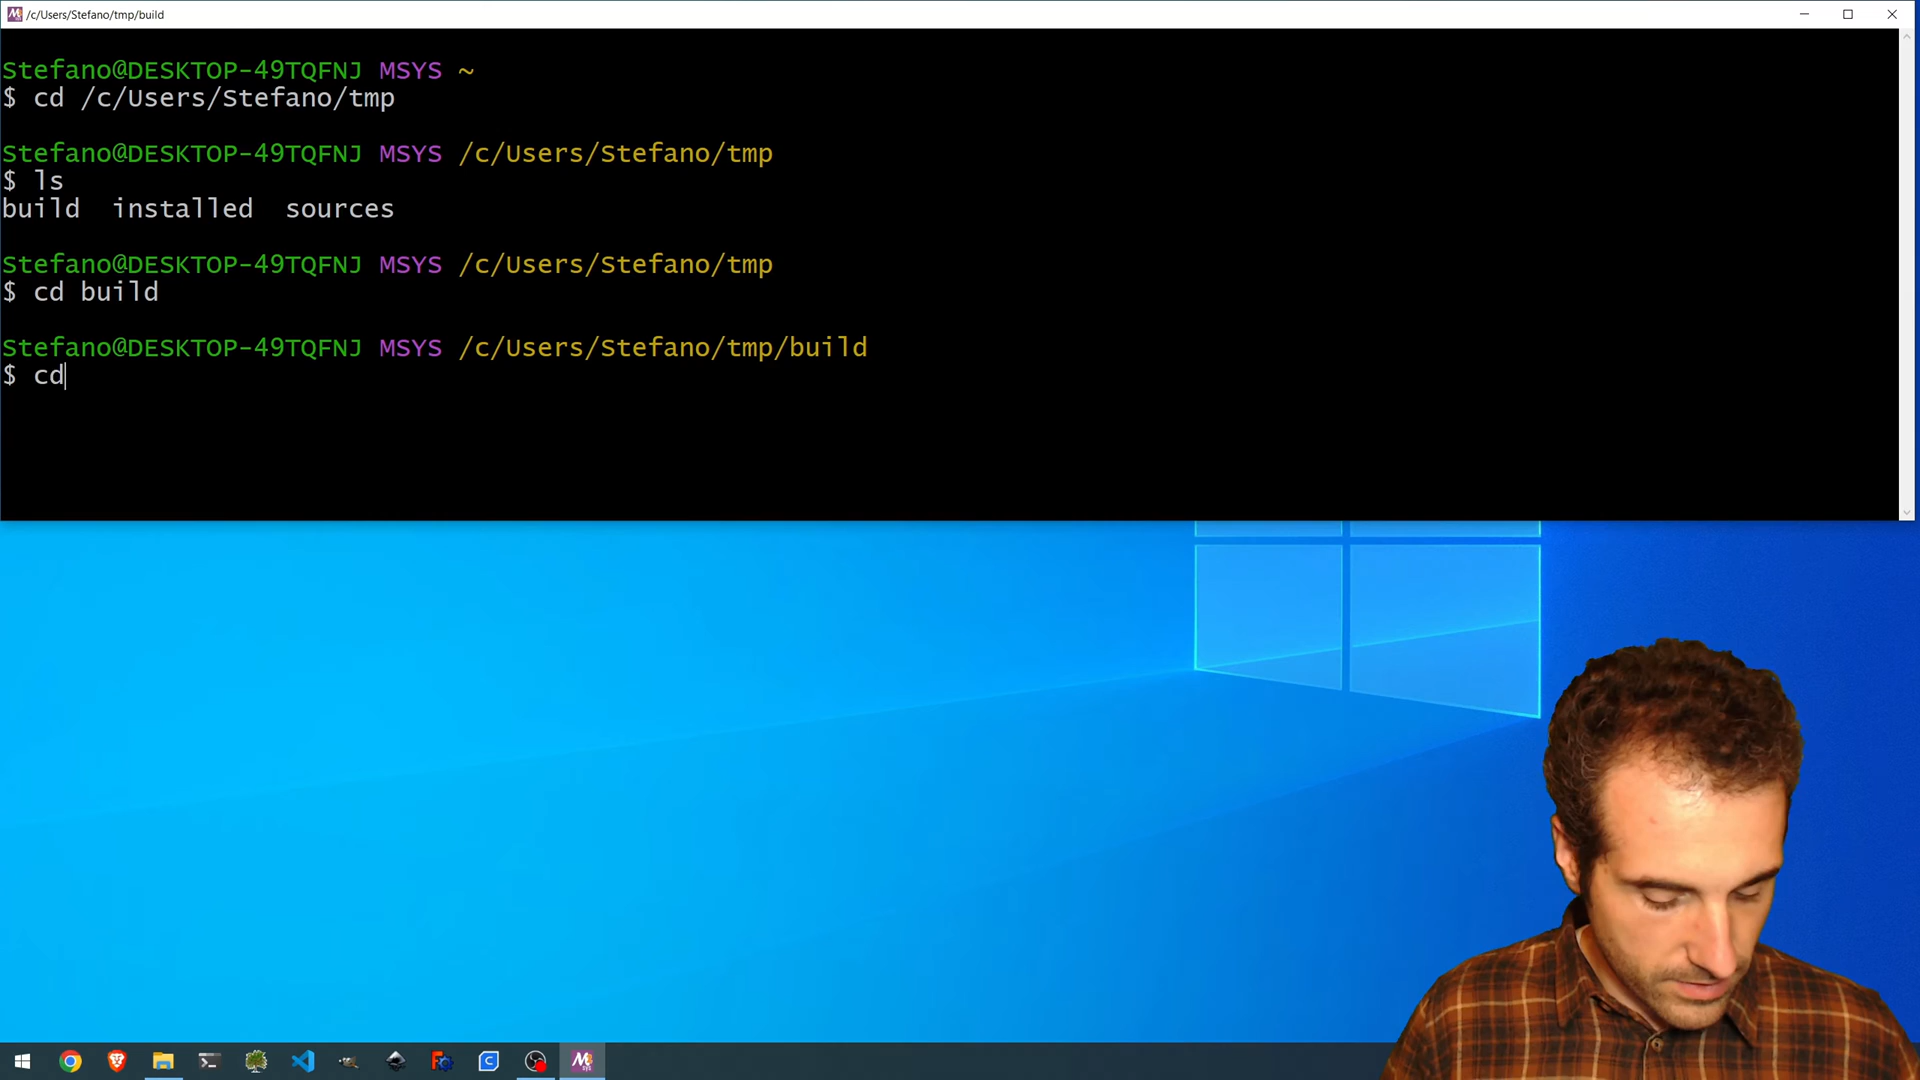 /c/Users/Stefano/tmp/build
Stefano@DESKTOP-49TQFNJ MSYS ~
$ cd /c/Users/Stefano/tmp
Stefano@DESKTOP-49TQFNJ MSYS /c/Users/Stefano/tmp
$ ls
build  installed  sources
Stefano@DESKTOP-49TQFNJ MSYS /c/Users/Stefano/tmp
$ cd build
Stefano@DESKTOP-49TQFNJ MSYS /c/Users/Stefano/tmp/build
$ cd